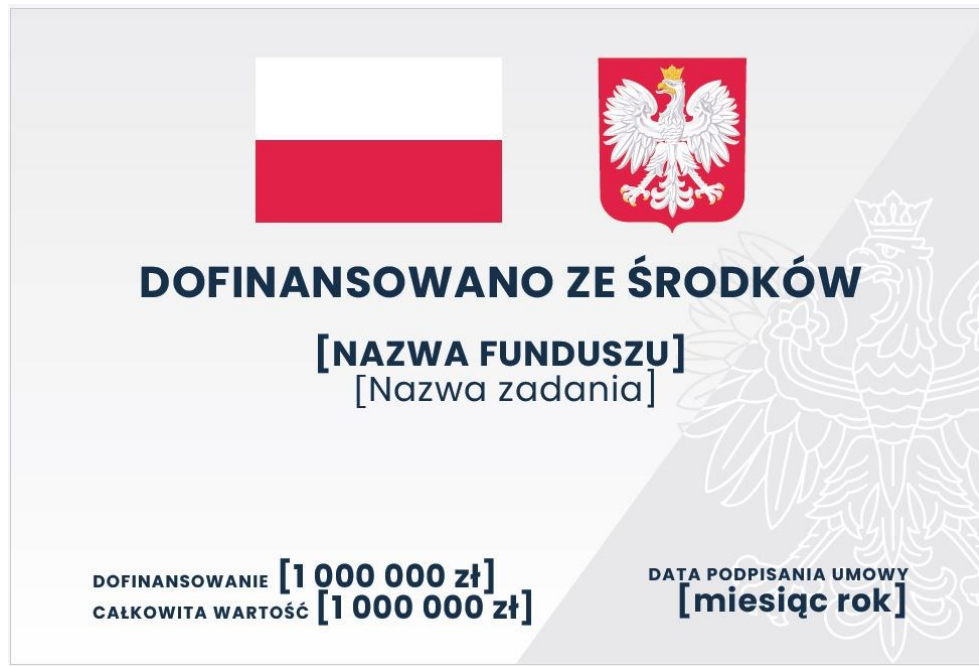 DOFINANSOWANO ZE ŚRODKÓW
[NAZWA FUNDUSZU]
[Nazwa zadania]
DOFINANSOWANIE [1 000 000 zł]
CAŁKOWITA WARTOŚĆ [1 000 000 zł]
DATA PODPISANIA UMOWY
[miesiąc rok]